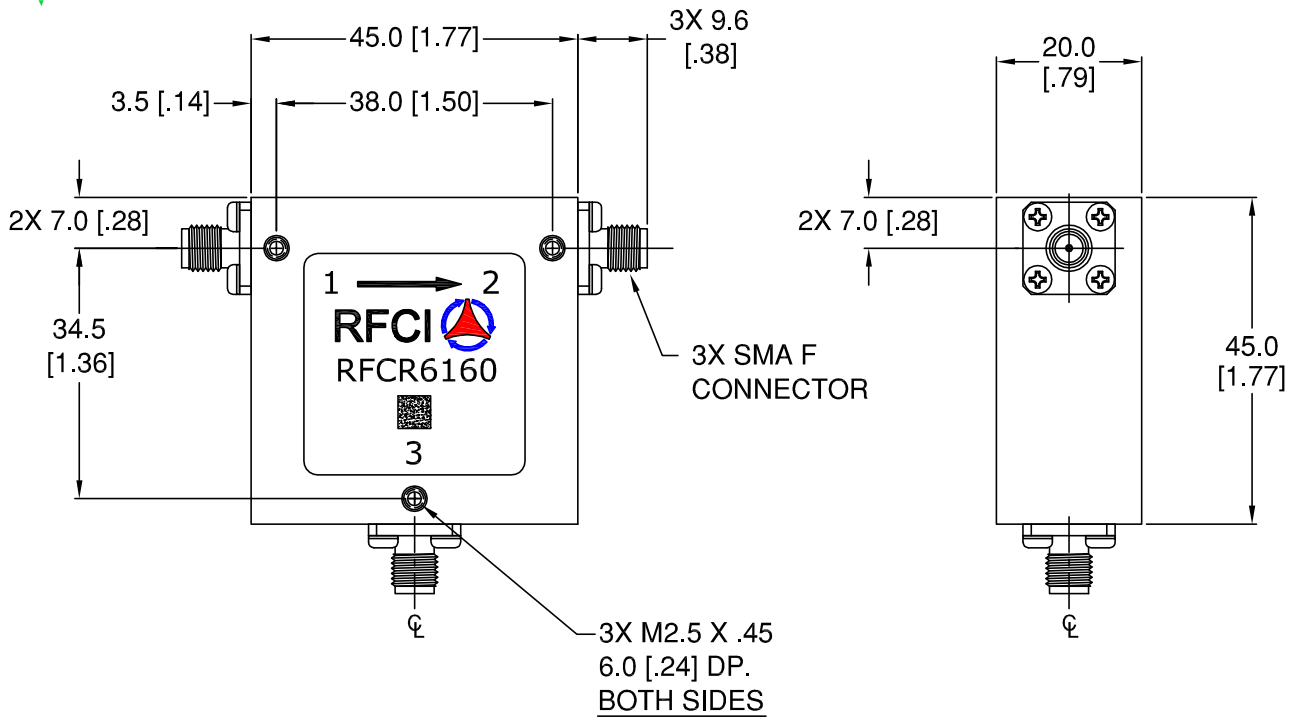 45.0 [1.77]
3X 9.6
[.38]
3.5 [.14]
38.0 [1.50]
2X 7.0 [.28]
34.5
[1.36]
1 2
RFCI
RFCR6160
3
3X SMA F
CONNECTOR
℄
3X M2.5 X .45
6.0 [.24] DP.
BOTH SIDES
20.0
[.79]
2X 7.0 [.28]
45.0
[1.77]
℄